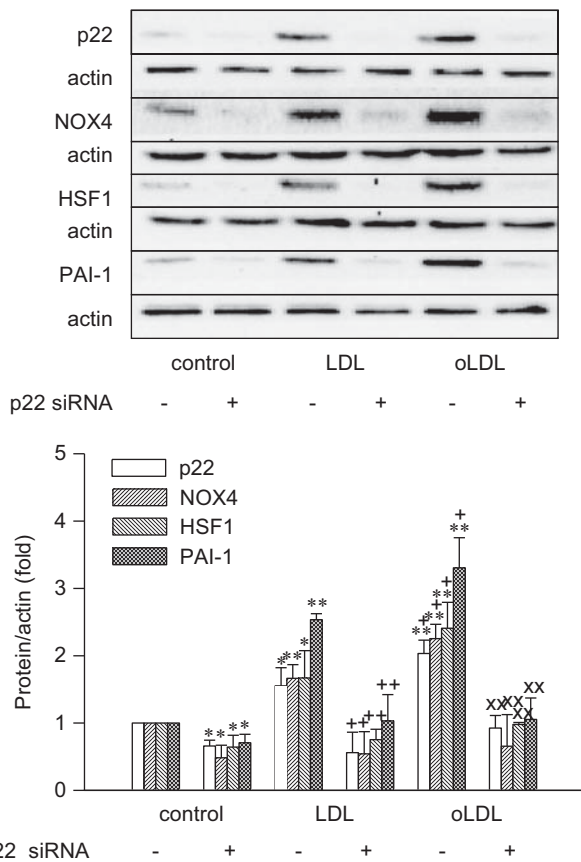 p22
actin
NOX4
actin
HSF1
actin
PAI-1
actin
control LDL oLDL
p22 siRNA - + - + - +
5
4
3
2
1
0
Protein/actin (fold)
p22
NOX4
HSF1
PAI-1
** ** * ** * ** ++ ++ ++ + ** + ** + ** + ** xx xx xx xx
control LDL oLDL
22 siRNA - + - + - +